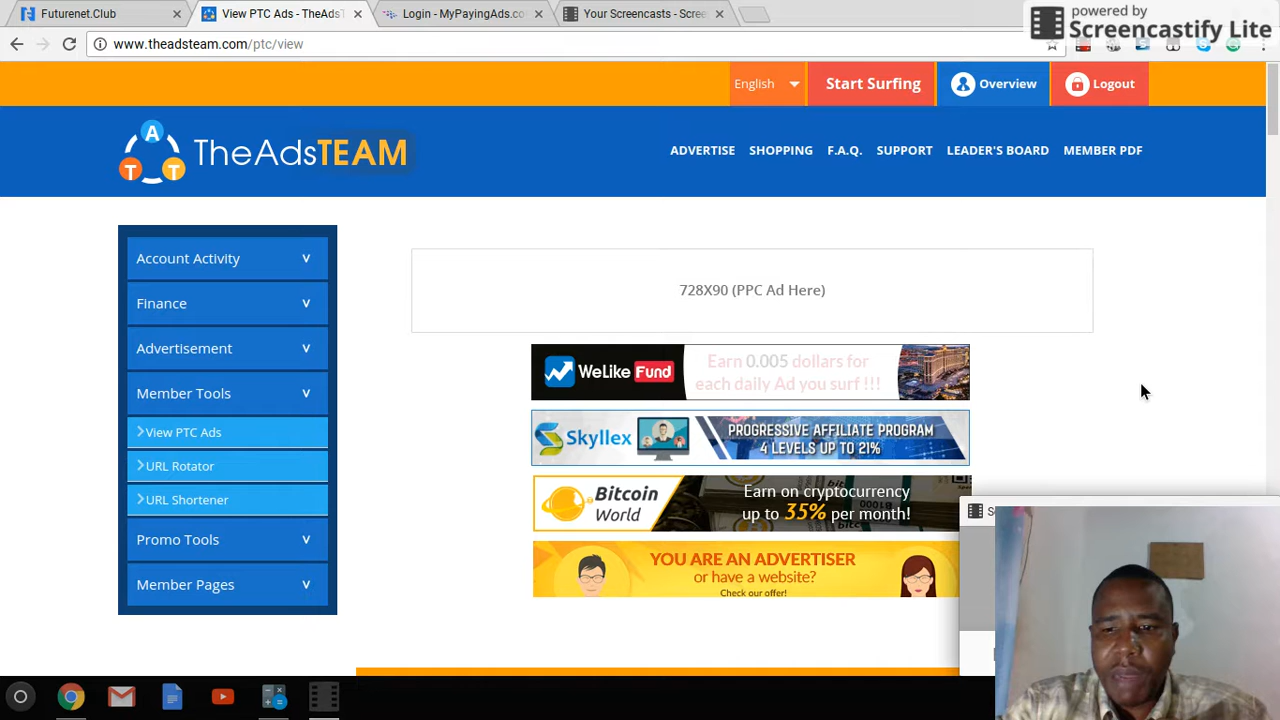 Futurenet.Club
View PTC Ads - TheAdsT
Login - MyPayingAds.co
Your Screencasts - Scree
powered by
Screencastify Lite
www.theadsteam.com/ptc/view
English
Start Surfing
Overview
Logout
A
T T
TheAdsTEAM
ADVERTISE
SHOPPING
F.A.Q.
SUPPORT
LEADER'S BOARD
MEMBER PDF
Account Activity
Finance
Advertisement
Member Tools
View PTC Ads
URL Rotator
URL Shortener
Promo Tools
Member Pages
728X90 (PPC Ad Here)
WeLike Fund
Earn 0.005 dollars for
each daily Ad you surf !!!
Skyllex
PROGRESSIVE AFFILIATE PROGRAM
4 LEVELS UP TO 21%
Bitcoin
World
Earn on cryptocurrency
up to 35% per month!
YOU ARE AN ADVERTISER
or have a website?
Check our offer!